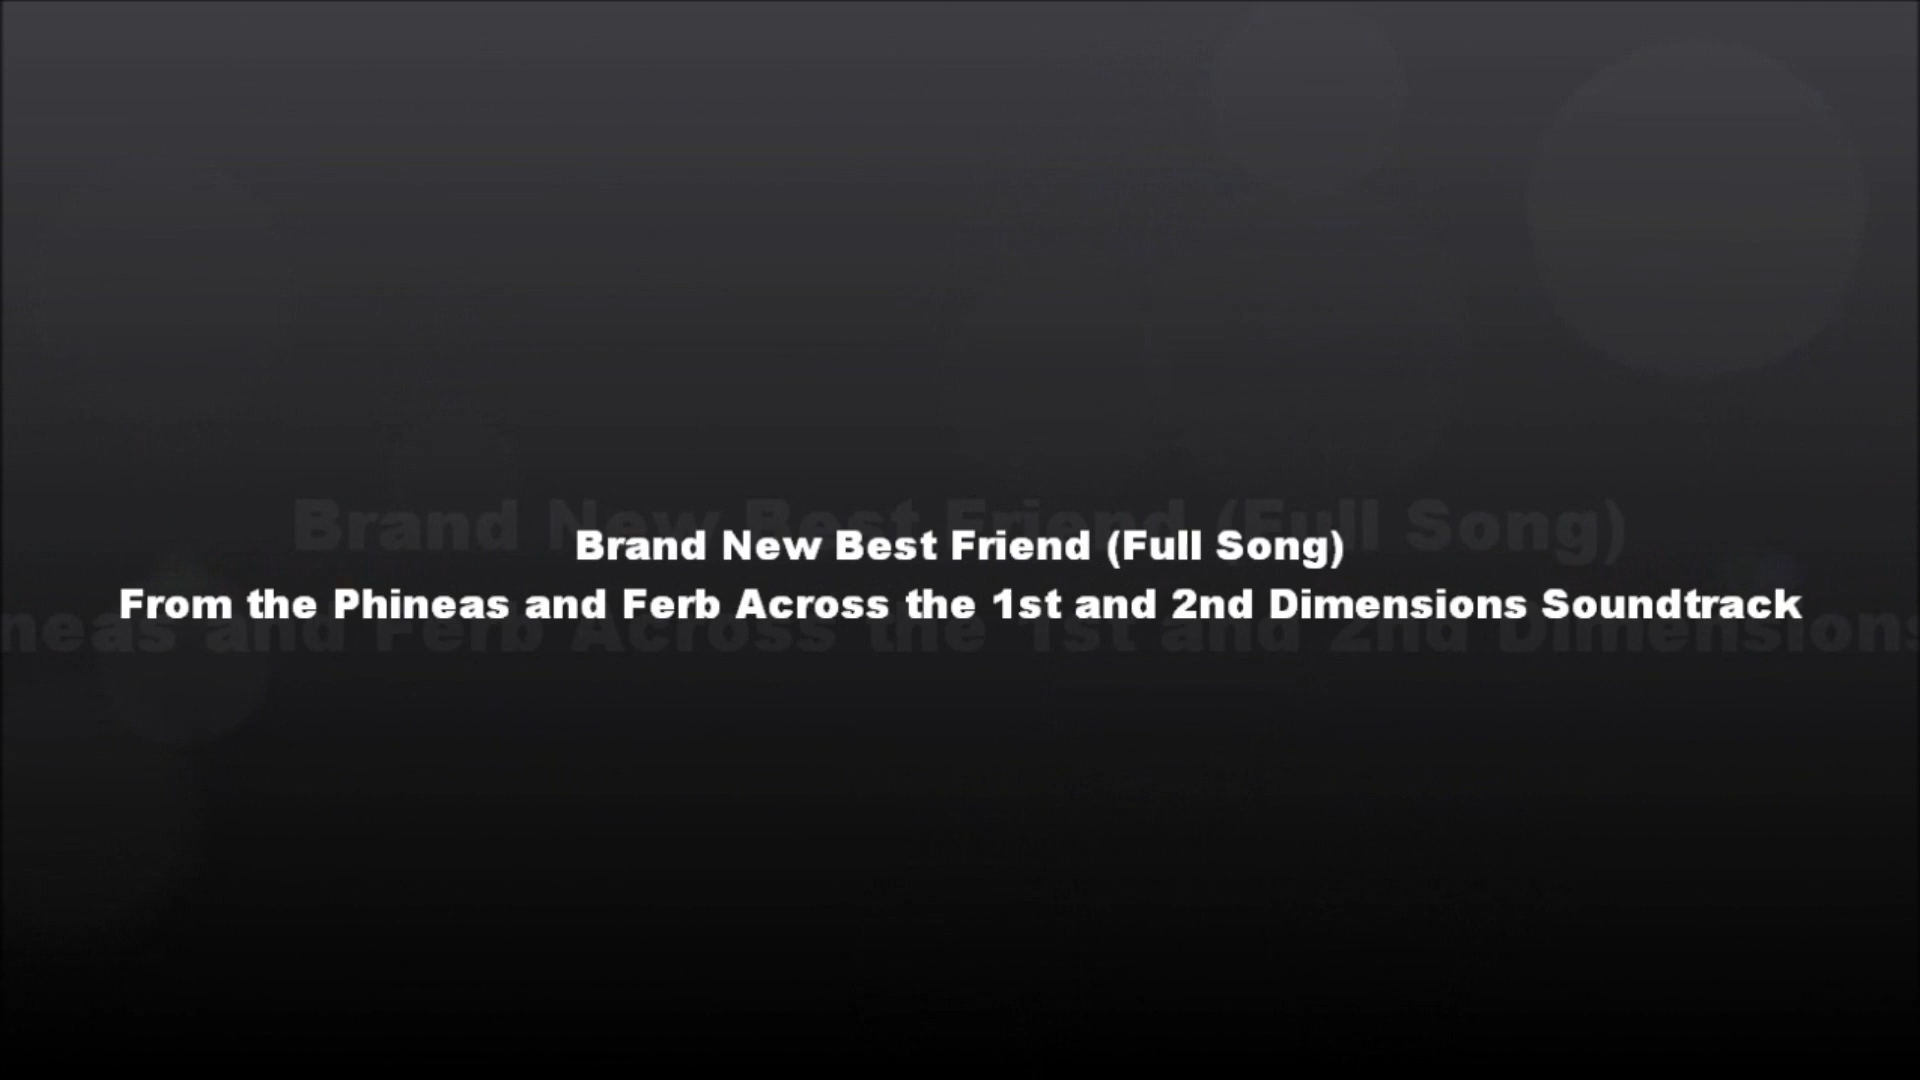 Brand New Best Friend (Full Song)
From the Phineas and Ferb Across the 1st and 2nd Dimensions Soundtrack